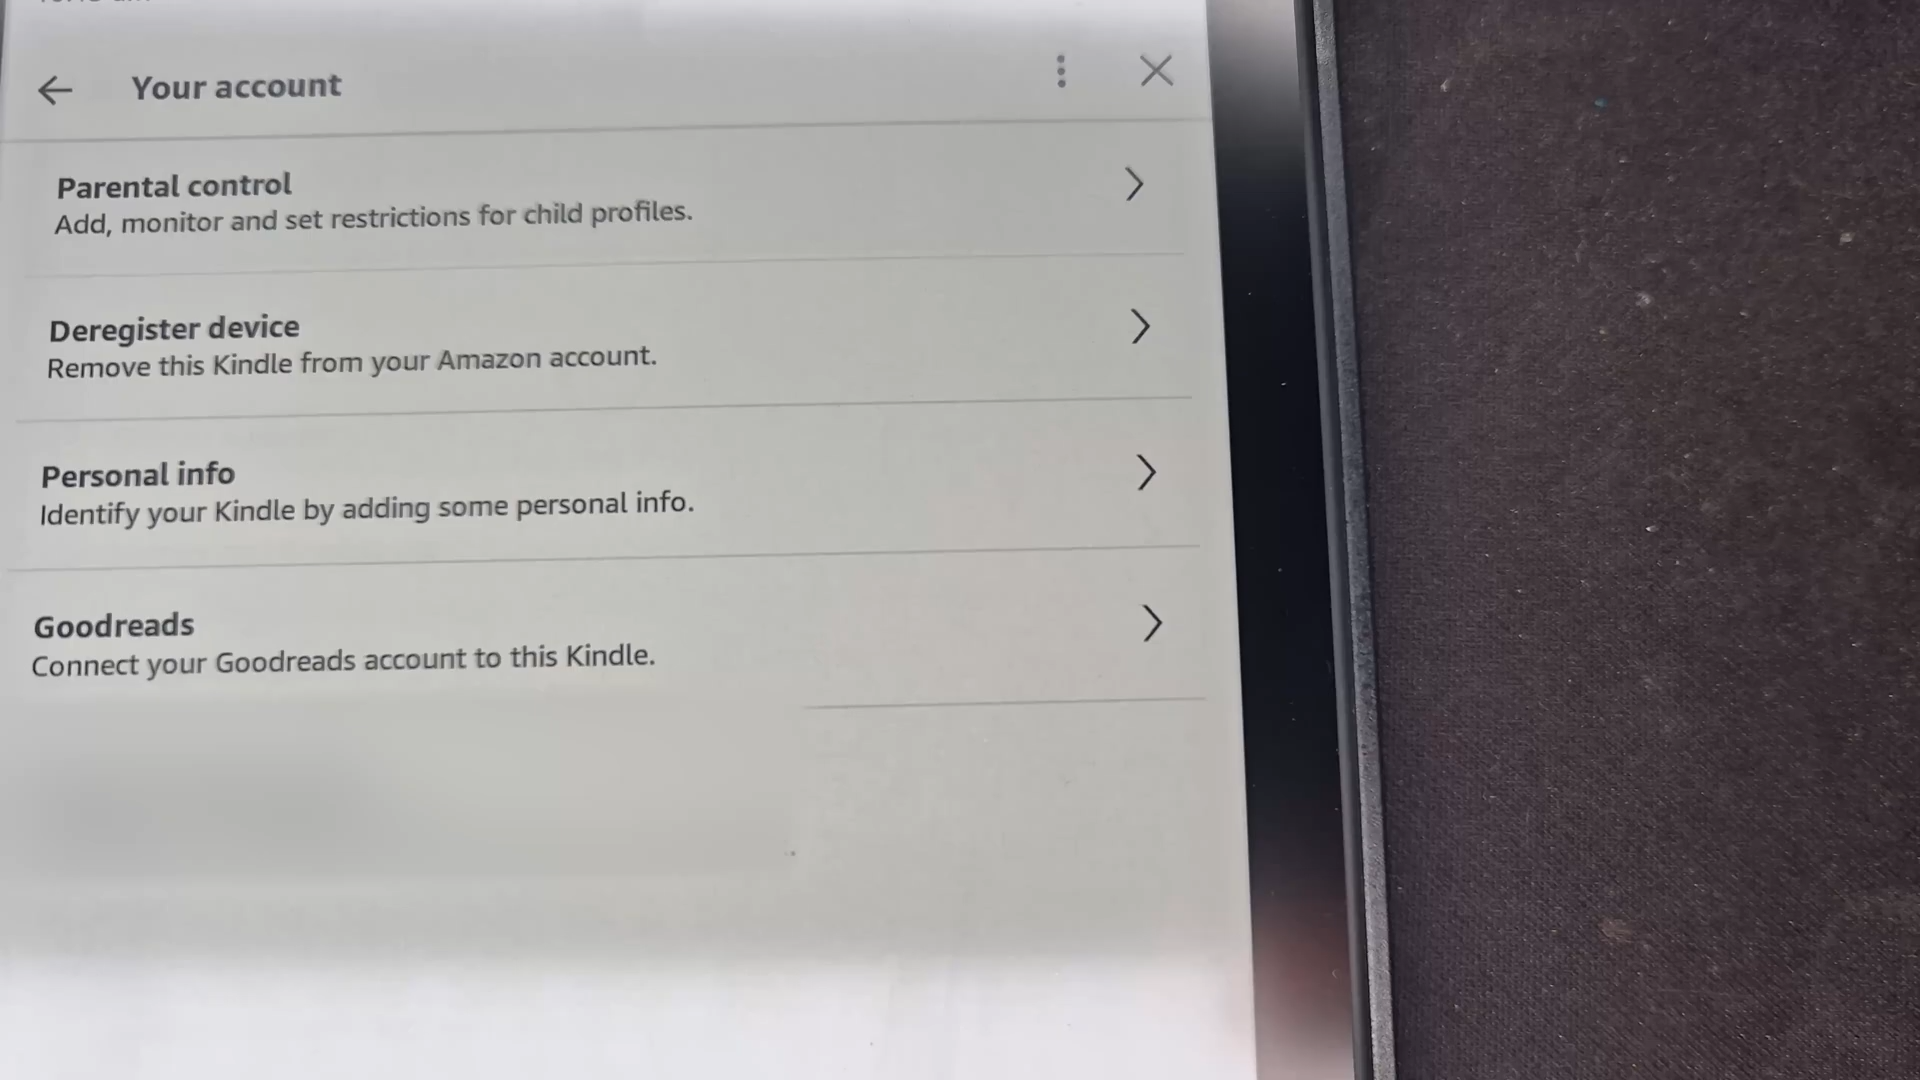 Your account
Parental control
Add, monitor and set restrictions for child profiles.
Deregister device
Remove this Kindle from your Amazon account.
Personal info
Identify your Kindle by adding some personal info.
Goodreads
Connect your Goodreads account to this Kindle.